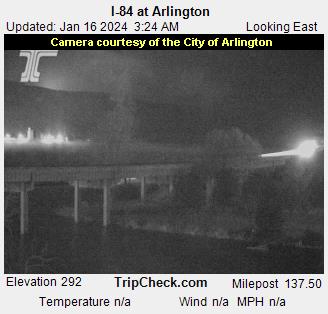 I-84 at Arlington
Updated: Jan 16 2024 3:24 AM Looking East
Camera courtesy of the City of Arlington
Elevation 292 TripCheck.com Milepost 137.50
Temperature n/a Wind n/a MPH n/a